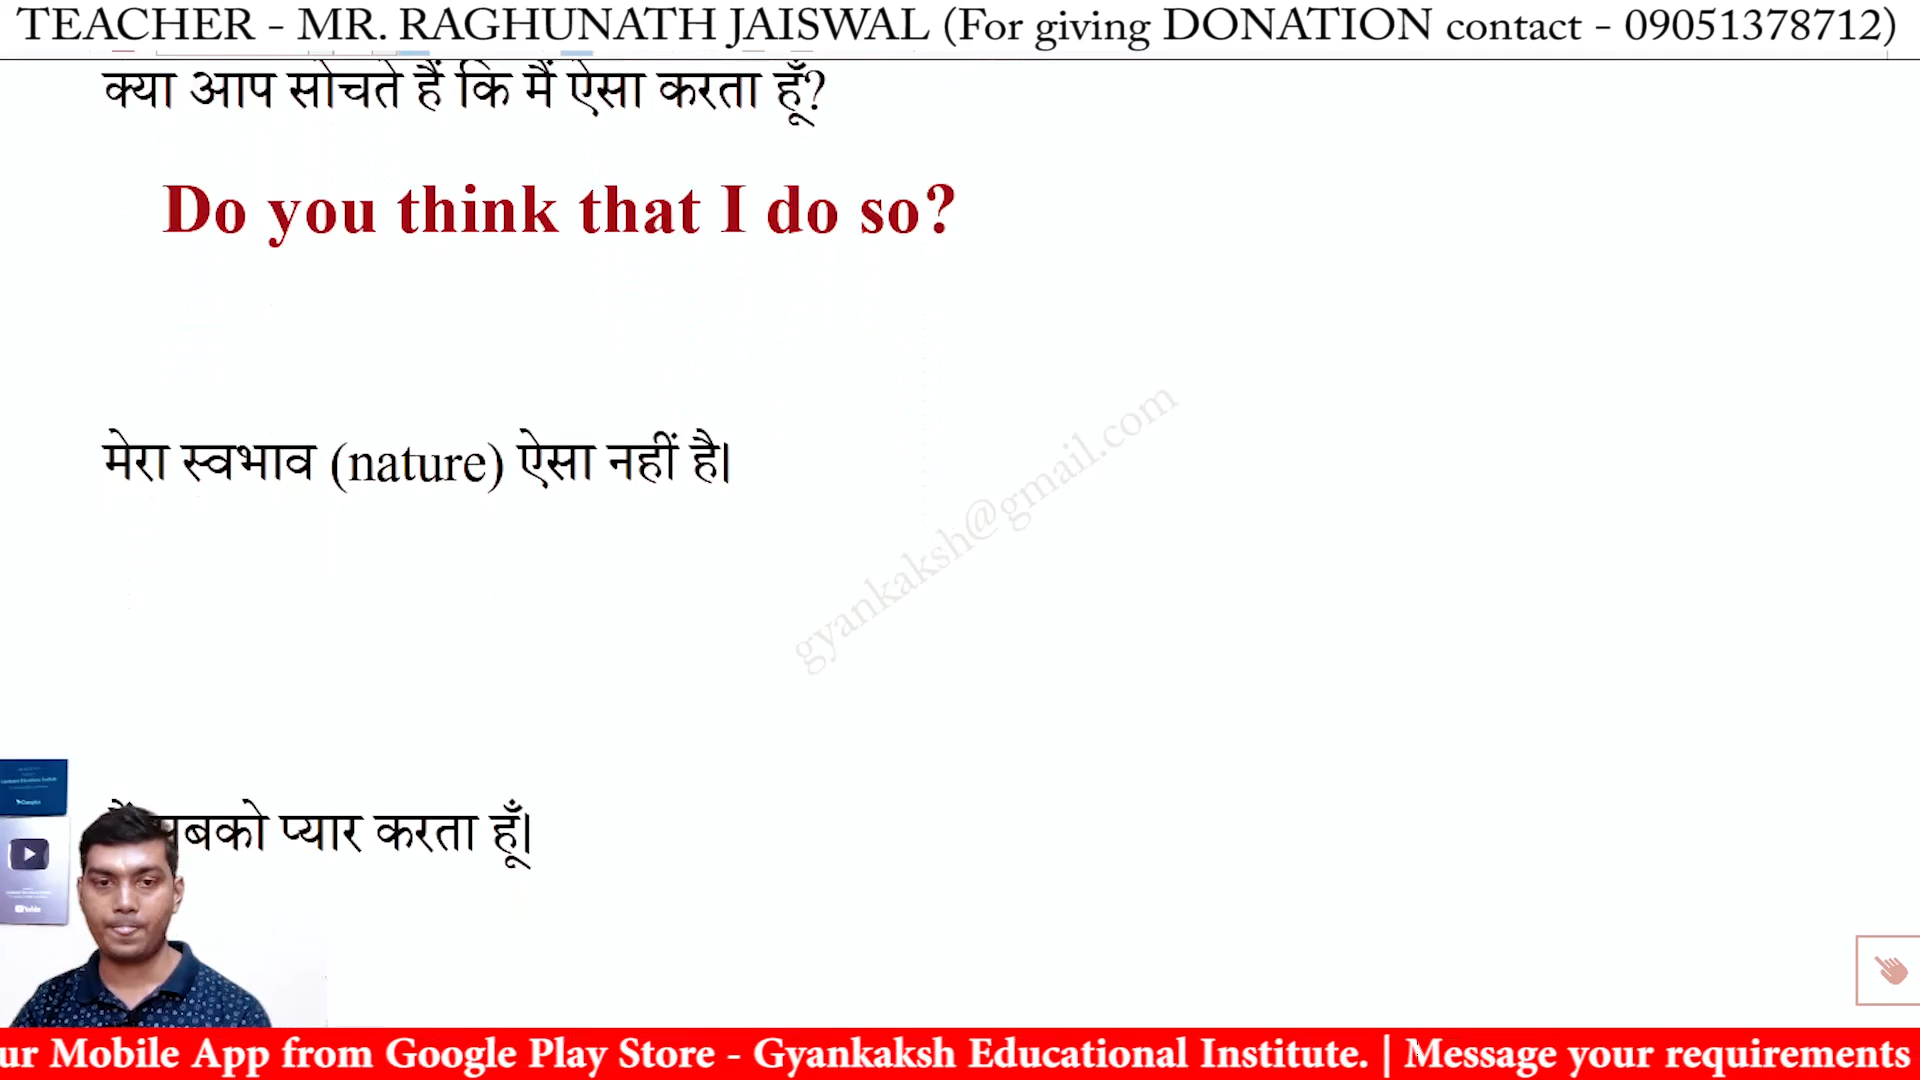 TEACHER - MR. RAGHUNATH JAISWAL (For giving DONATION contact - 09051378712)
क्या आप सोचते हैं कि मैं ऐसा करता हूँ?
Do you think that I do so?
मेरा स्वभाव (nature) ऐसा नहीं है।
gyankaksh@gmail.com
सबको प्यार करता हूँ।
ur Mobile App from Google Play Store - Gyankaksh Educational Institute. | Message your requirements